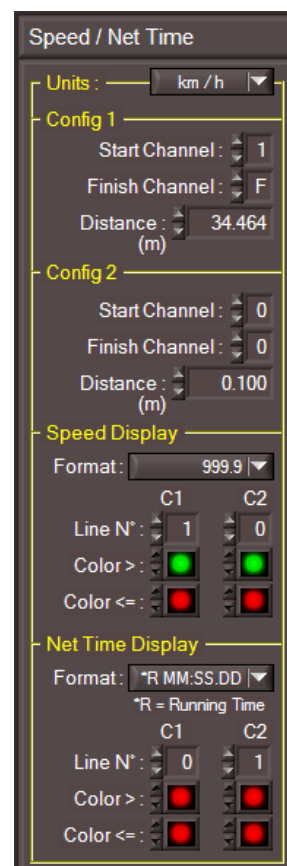 Speed / Net Time
Units : km / h
Config 1
Start Channel : 1
Finish Channel : F
Distance : 34.464
(m)
Config 2
Start Channel : 0
Finish Channel : 0
Distance : 0.100
(m)
Speed Display
Format : 999.9
C1 C2
Line N° : 1 0
Color > :
Color <= :
Net Time Display
Format : *R MM:SS.DD
*R = Running Time
C1 C2
Line N° : 0 1
Color > :
Color <= :